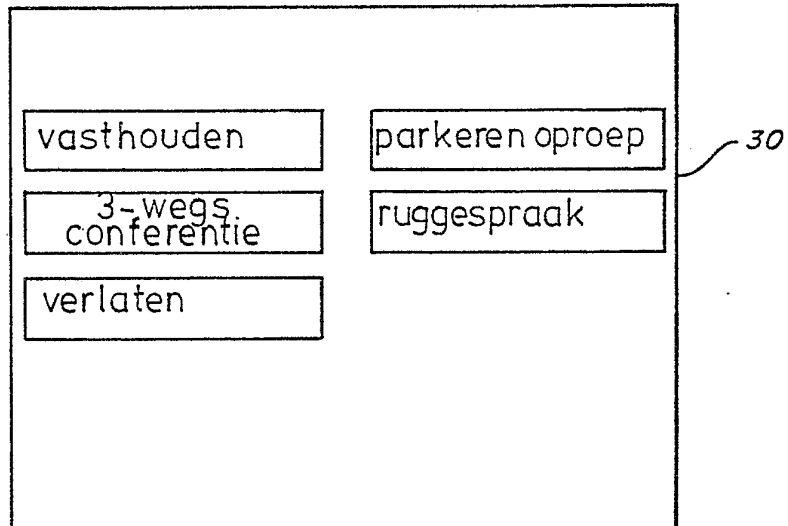 vasthouden
parkeren oproep
30
3-wegs
conferentie
ruggespraak
verlaten